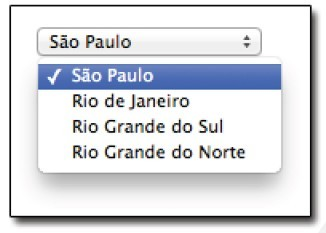 São Paulo
São Paulo
Rio de Janeiro
Rio Grande do Sul
Rio Grande do Norte